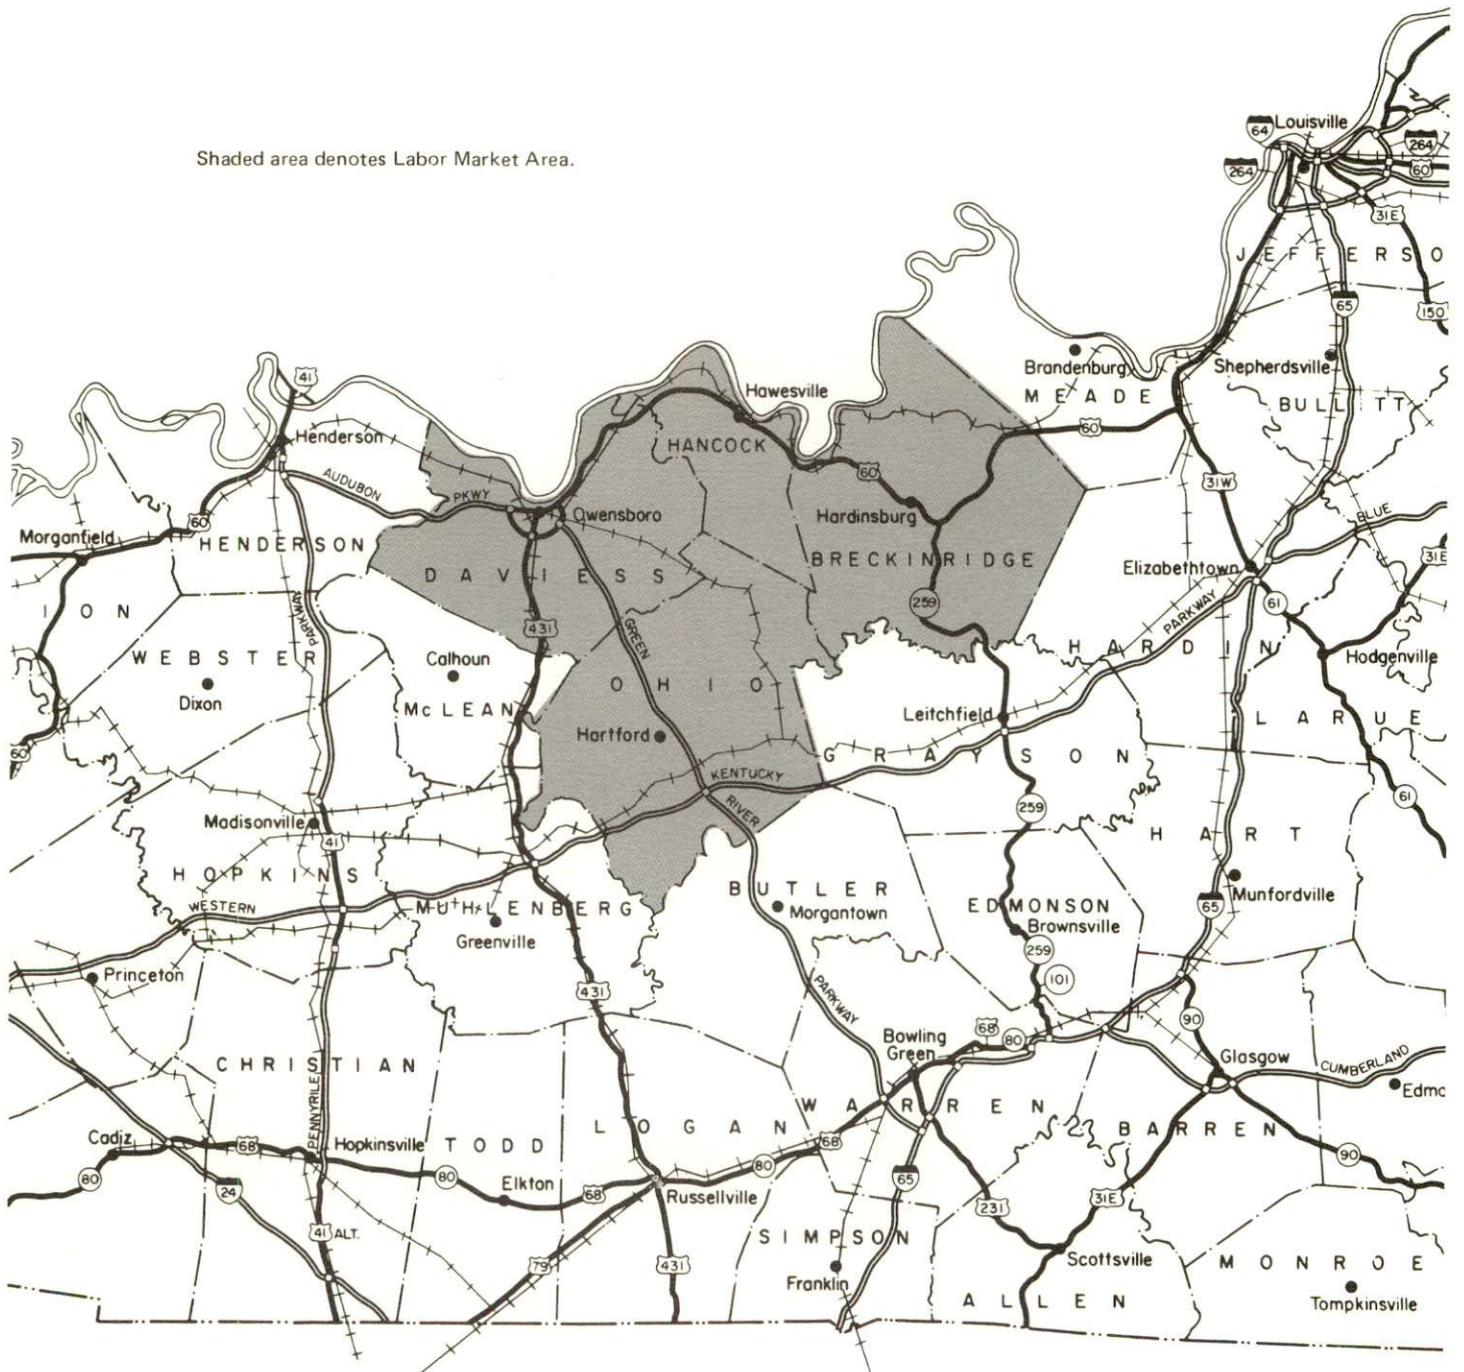 Shaded area denotes Labor Market Area.
64
Louisville
264
264
60
31E
JEFFERSO
65
150
Brandenburg
MEADE
Shepherdsville
BULLITT
41
Henderson
Hawesville
HANCOCK
60
60
AUDUBON
PKWY
Owensboro
Hardinsburg
31W
BLUE
60
Morganfield
HENDERSON
DAVIESS
BRECKINRIDGE
Elizabethtown
31E
259
61
PARKWAY
PARKWAY
ION
431
GREEN
WEBSTER
Dixon
Calhoun
McLEAN
OHIO
HARDIN
Hodgenville
60
Hartford
Leitchfield
LARUE
GRAYSON
KENTUCKY
RIVER
259
61
Madisonville
41
HART
HOPKINS
WESTERN
MUHLENBERG
Greenville
BUTLER
Morgantown
EDMONSON
Brownsville
Munfordville
65
Princeton
259
101
431
PARKWAY
90
Bowling
Green
68
80
Glasgow
CUMBERLAND
Edmo
CHRISTIAN
PENNYRILE
WARREN
BARREN
LOGAN
TODD
Cadiz
68
Hopkinsville
80
24
80
Elkton
68
Russellville
80
68
65
231
31E
90
41
ALT.
79
431
SIMPSON
Franklin
Scottsville
ALLEN
MONROE
Tompkinsville